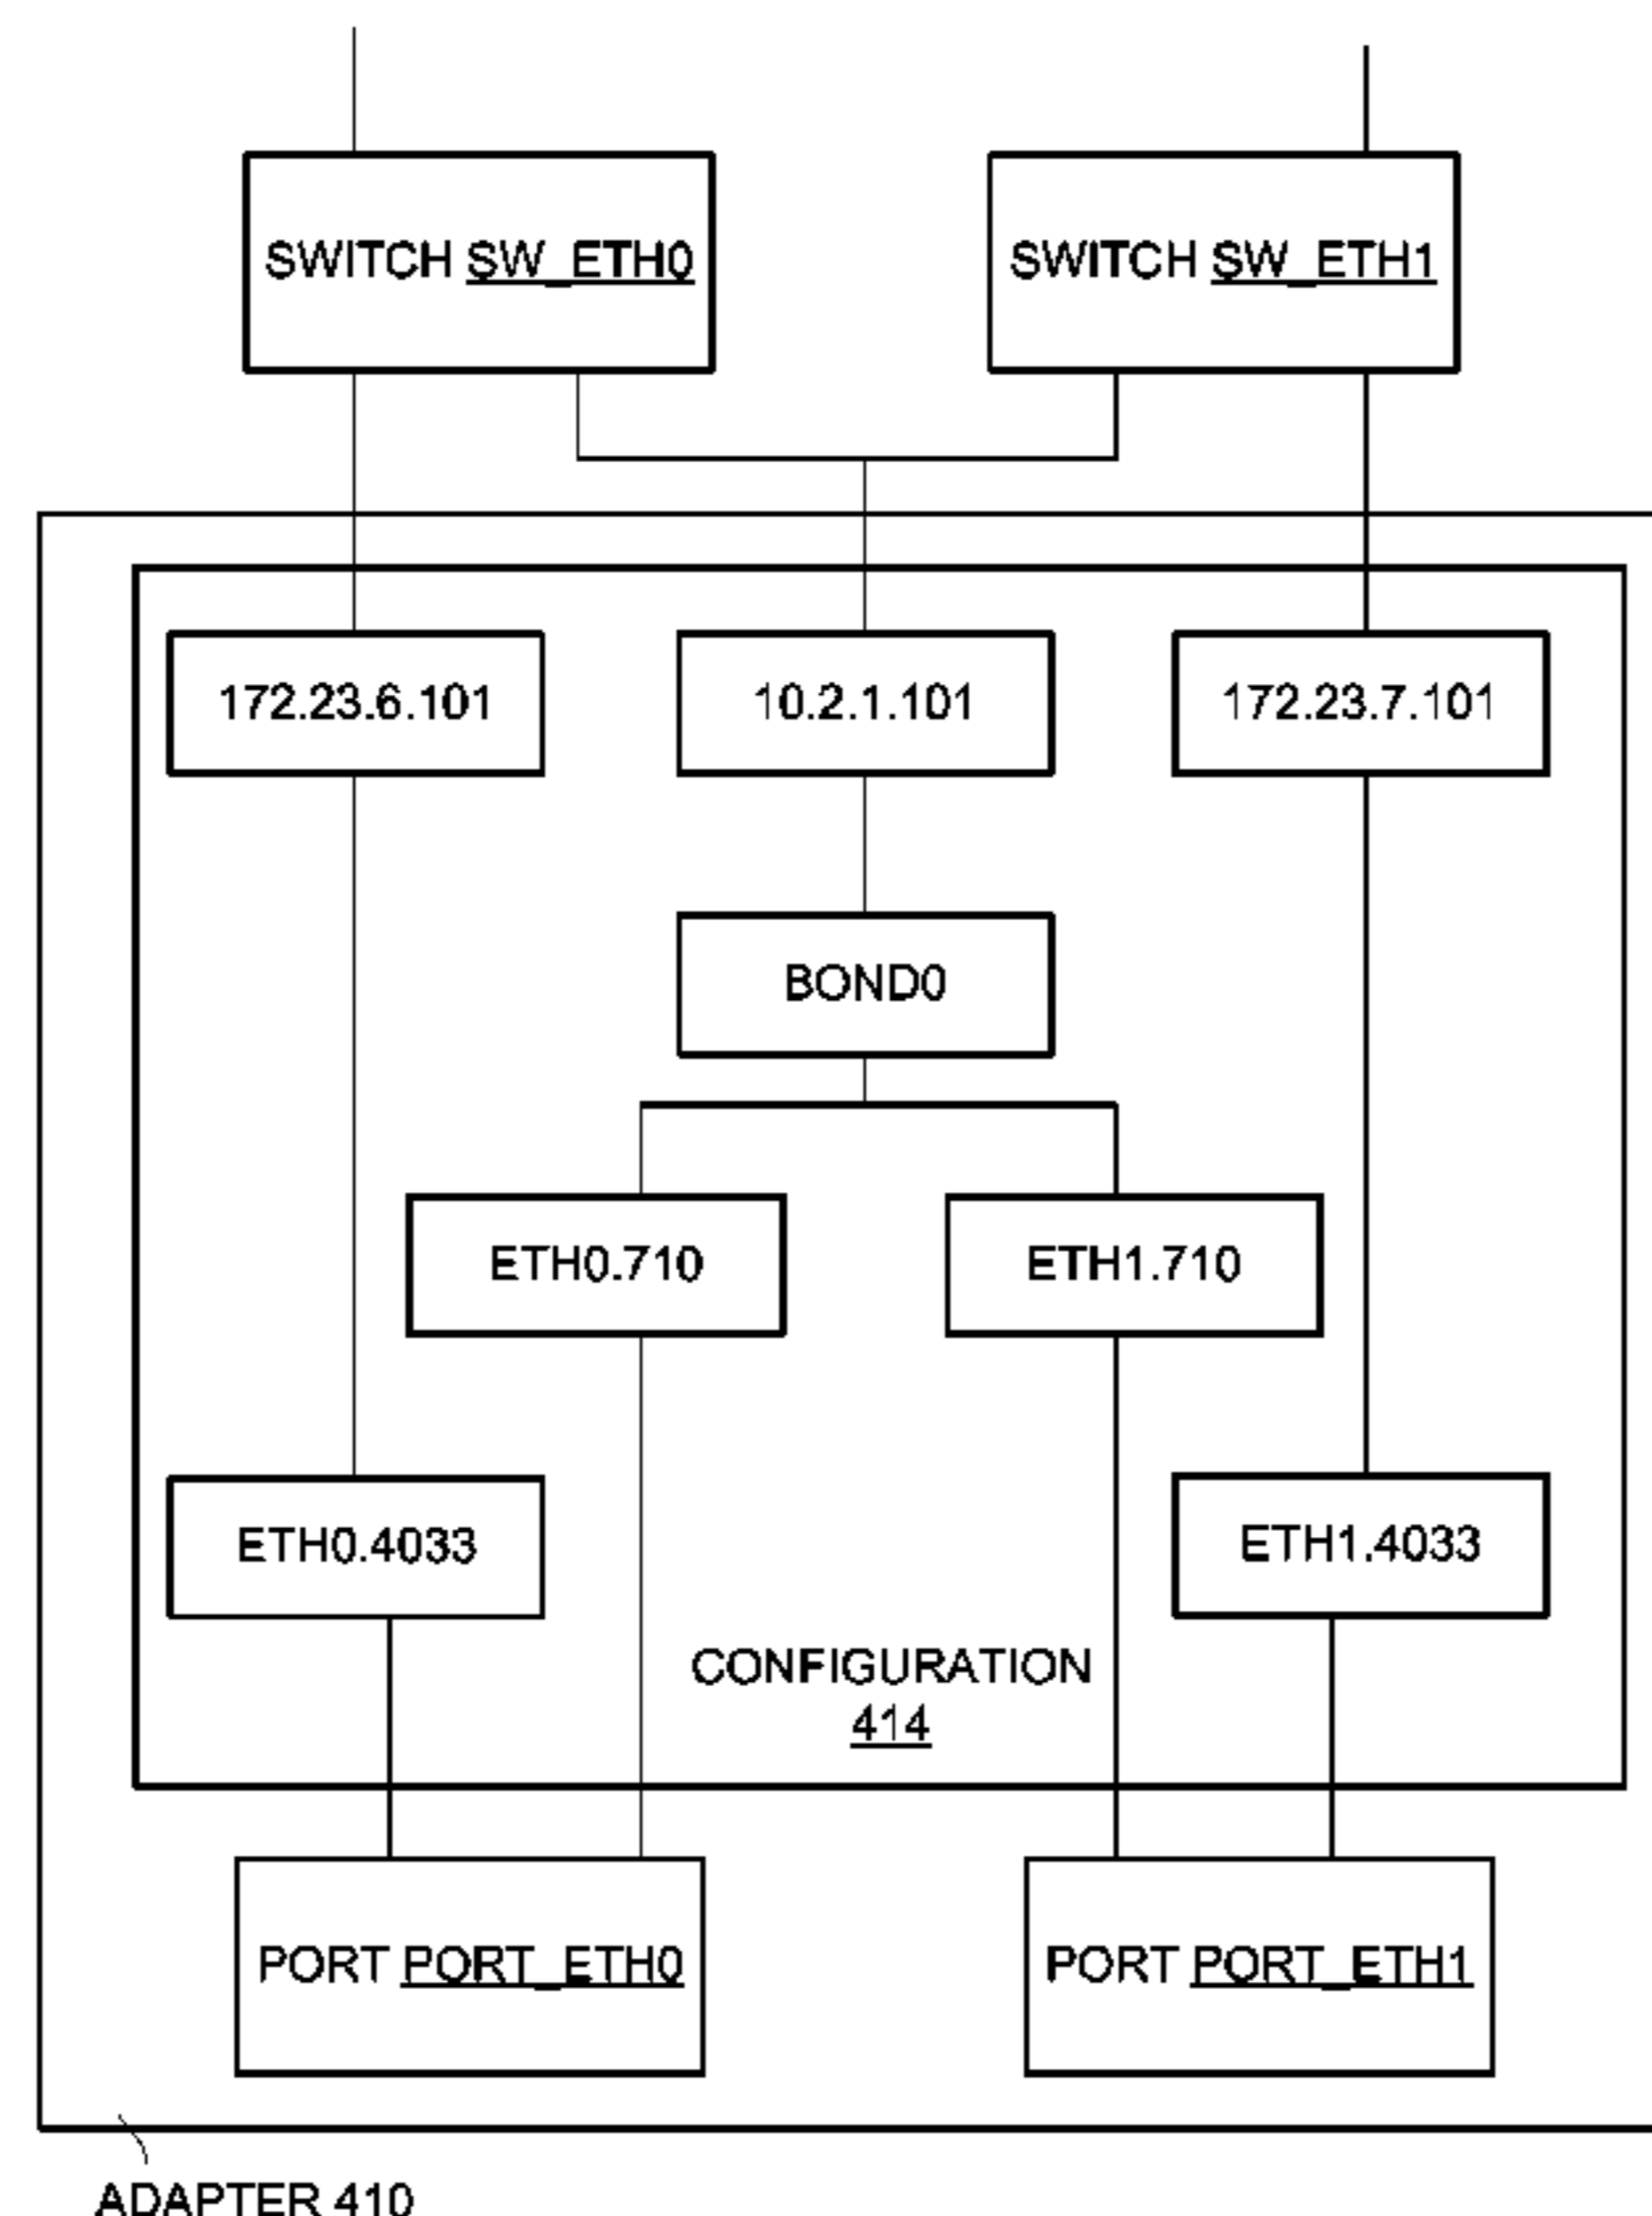 SWITCH SW_ETH0
SWITCH SW_ETH1
172.23.6.101
10.2.1.101
172.23.7.101
BOND0
ETH0.710
ETH1.710
ETH0.4033
ETH1.4033
CONFIGURATION
414
PORT PORT_ETH0
PORT PORT_ETH1
ADAPTER 410